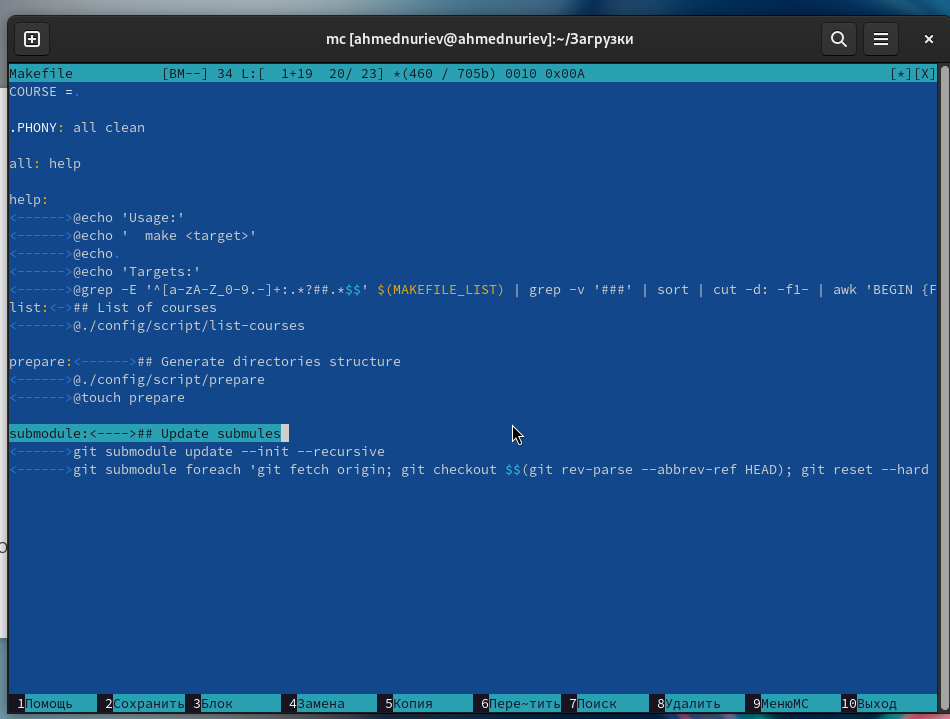 mc [ahmednuriev@ahmednuriev]:~/Загрузки
Makefile [BM--] 34 L:[ 1+19 20/ 23] *(460 / 705b) 0010 0x00A [*][X]
COURSE =.
.PHONY: all clean
all: help
help:
<------>@echo 'Usage:'
<------>@echo '  make <target>'
<------>@echo.
<------>@echo 'Targets:'
<------>@grep -E '^[a-zA-Z_0-9.-]+:.*?##.*$$' $(MAKEFILE_LIST) | grep -v '###' | sort | cut -d: -f1- | awk 'BEGIN {F
list:<->## List of courses
<------>@./config/script/list-courses
prepare:<------>## Generate directories structure
<------>@./config/script/prepare
<------>@touch prepare
submodule:<---->## Update submules
<------>git submodule update --init --recursive
<------>git submodule foreach 'git fetch origin; git checkout $$(git rev-parse --abbrev-ref HEAD); git reset --hard
1Помощь 2Сохранить 3Блок 4Замена 5Копия 6Пере~тить 7Поиск 8Удалить 9МенюMC 10Выход